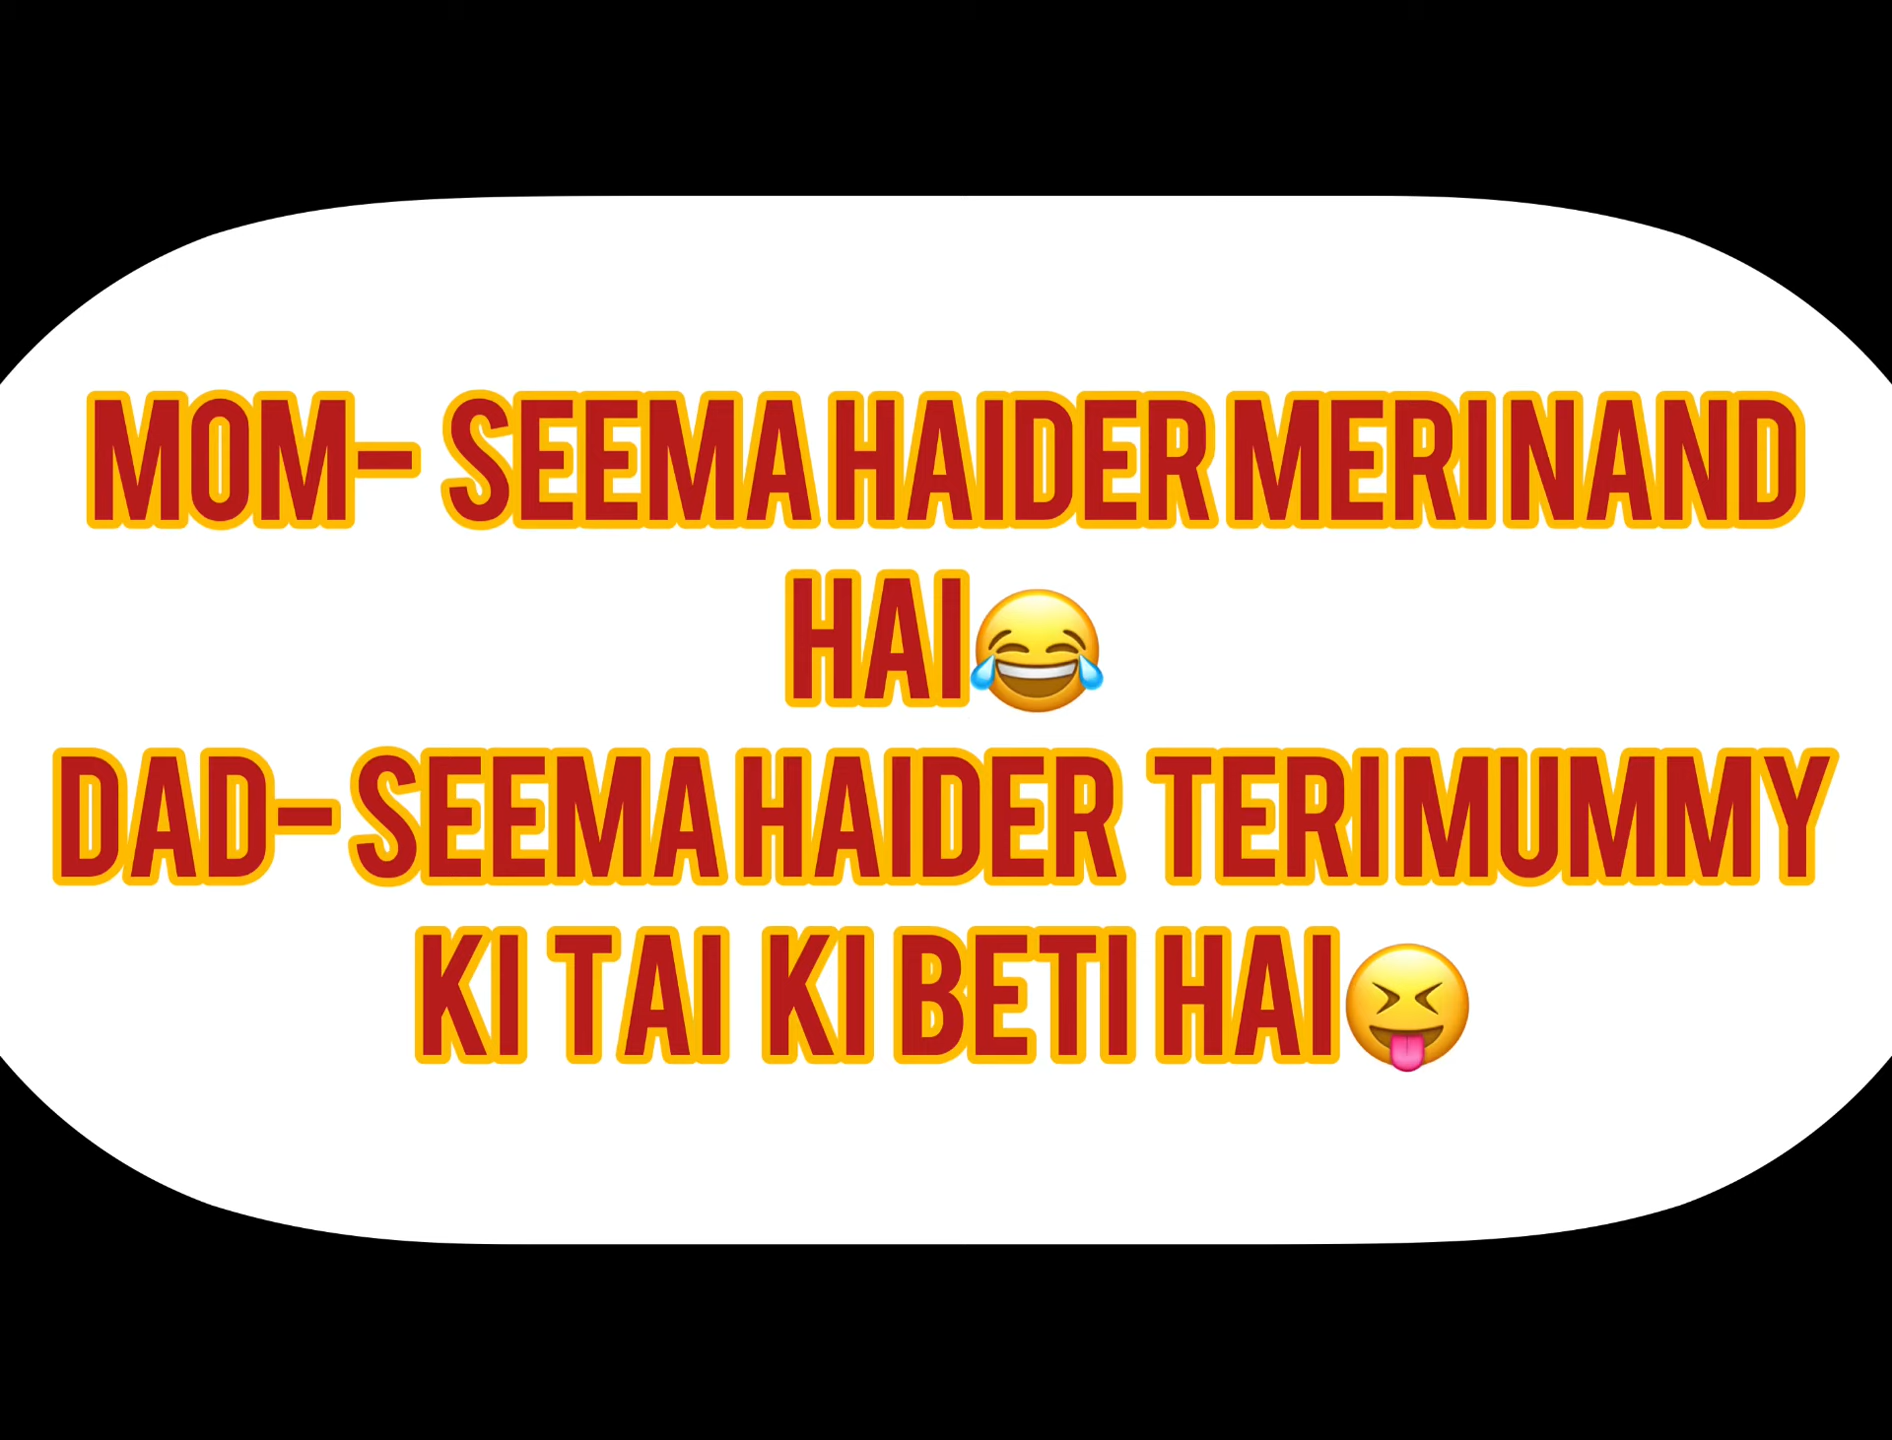 MOM- SEEMA HAIDER MERI NAND
HAI😂
DAD- SEEMA HAIDER TERI MUMMY
KI TAI KI BETI HAI😝